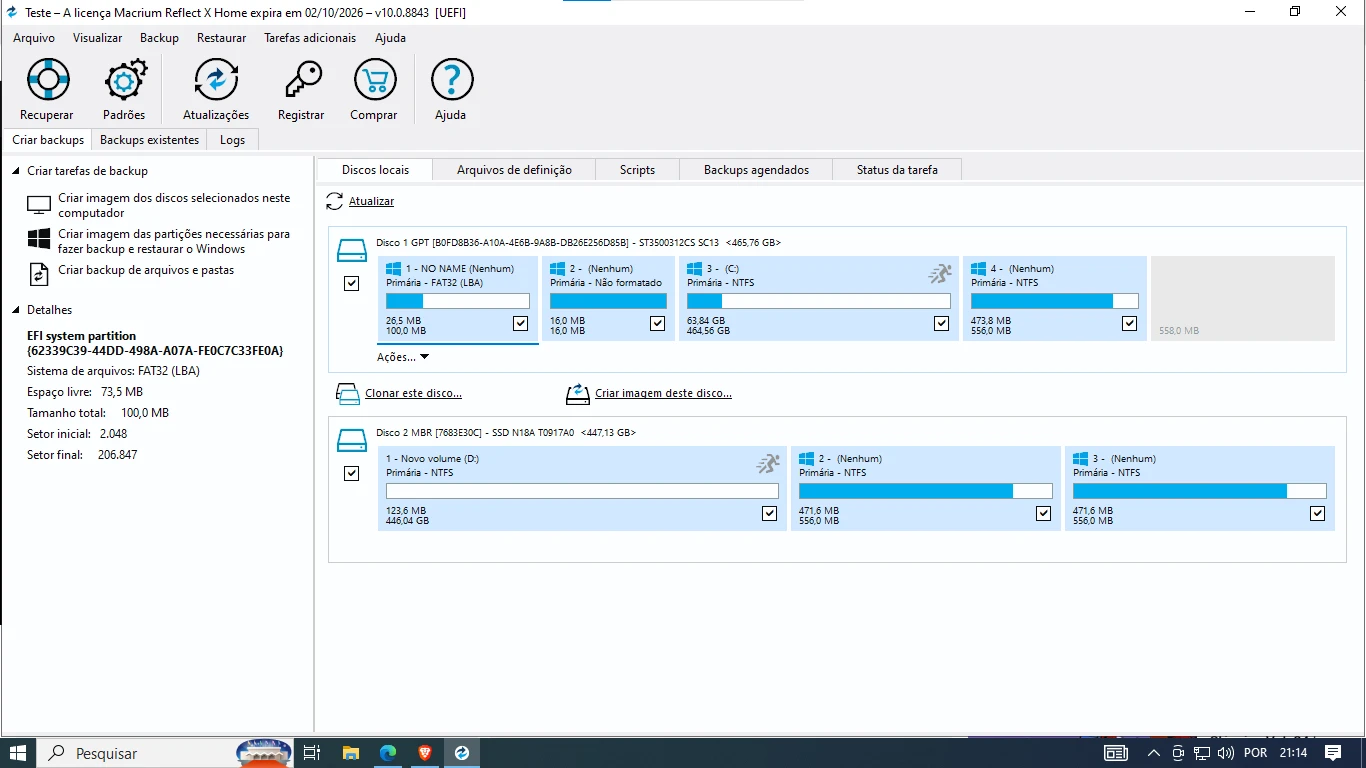 Teste – A licença Macrium Reflect X Home expira em 02/10/2026 – v10.0.8843  [UEFI]
Arquivo Visualizar Backup Restaurar Tarefas adicionais Ajuda
Recuperar Padrões Atualizações Registrar Comprar Ajuda
Criar backups Backups existentes Logs
Criar tarefas de backup
Criar imagem dos discos selecionados neste
computador
Criar imagem das partições necessárias para
fazer backup e restaurar o Windows
Criar backup de arquivos e pastas
Detalhes
EFI system partition
{62339C39-44DD-498A-A07A-FE0C7C33FE0A}
Sistema de arquivos: FAT32 (LBA)
Espaço livre: 73,5 MB
Tamanho total: 100,0 MB
Setor inicial: 2.048
Setor final: 206.847
Discos locais Arquivos de definição Scripts Backups agendados Status da tarefa
Atualizar
Disco 1 GPT [B0FD8B36-A10A-4E6B-9A8B-DB26E256D85B] - ST3500312CS SC13 <465,76 GB>
1 - NO NAME (Nenhum)
Primária - FAT32 (LBA)
26,5 MB
100,0 MB
2 - (Nenhum)
Primária - Não formatado
16,0 MB
16,0 MB
3 - (C:)
Primária - NTFS
63,84 GB
464,56 GB
4 - (Nenhum)
Primária - NTFS
473,8 MB
556,0 MB
558,0 MB
Ações...
Clonar este disco... Criar imagem deste disco...
Disco 2 MBR [7683E30C] - SSD N18A T0917A0 <447,13 GB>
1 - Novo volume (D:)
Primária - NTFS
123,6 MB
446,04 GB
2 - (Nenhum)
Primária - NTFS
471,6 MB
556,0 MB
3 - (Nenhum)
Primária - NTFS
471,6 MB
556,0 MB
Pesquisar
POR 21:14